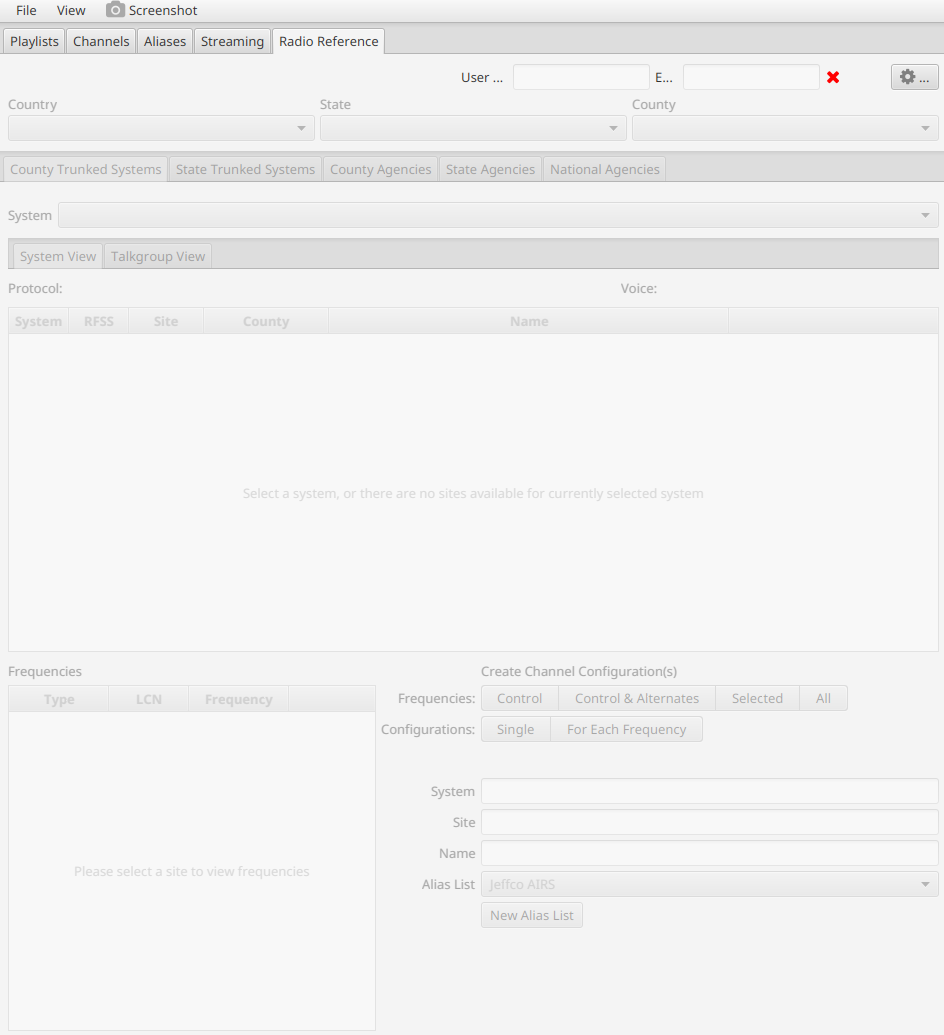 File View Screenshot
Playlists Channels Aliases Streaming Radio Reference
User ... E... ...
Country State County
County Trunked Systems State Trunked Systems County Agencies State Agencies National Agencies
System
System View Talkgroup View
Protocol: Voice:
System RFSS Site County Name
Select a system, or there are no sites available for currently selected system
Frequencies Create Channel Configuration(s)
Type LCN Frequency Frequencies: Control Control & Alternates Selected All
Configurations: Single For Each Frequency
System
Site
Name
Please select a site to view frequencies
Alias List Jeffco AIRS
New Alias List